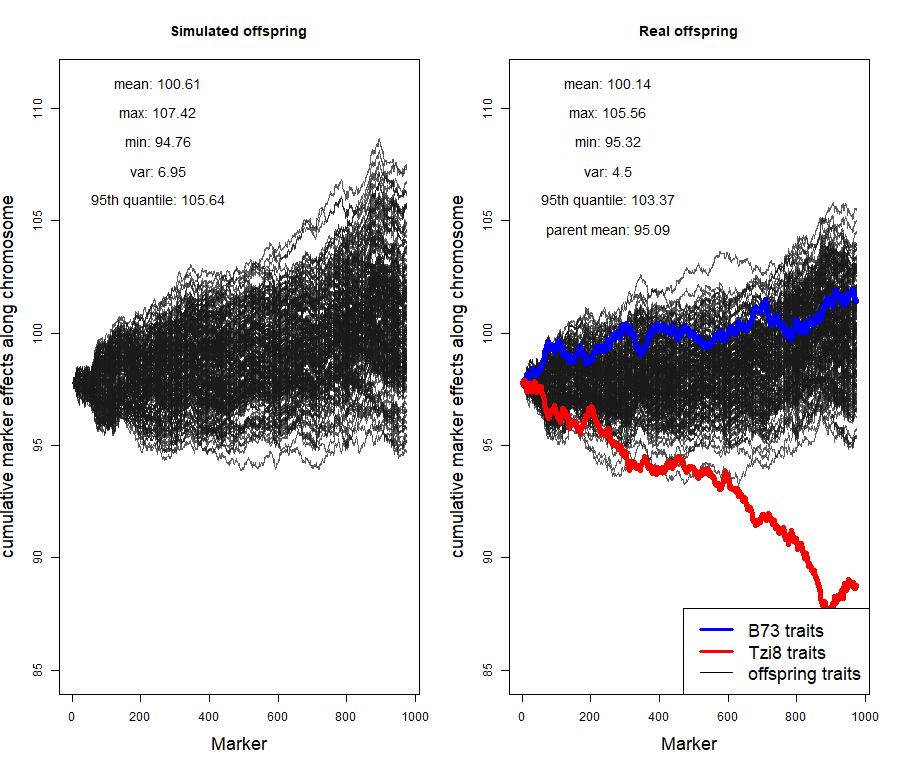 Simulated offspring
mean: 100.61
max: 107.42
min: 94.76
var: 6.95
95th quantile: 105.64
cumulative marker effects along chromosome
110
105
100
95
90
85
0 200 400 600 800 1000
Marker
Real offspring
mean: 100.14
max: 105.56
min: 95.32
var: 4.5
95th quantile: 103.37
parent mean: 95.09
cumulative marker effects along chromosome
110
105
100
95
90
85
B73 traits
Tzi8 traits
offspring traits
0 200 400 600 800 1000
Marker